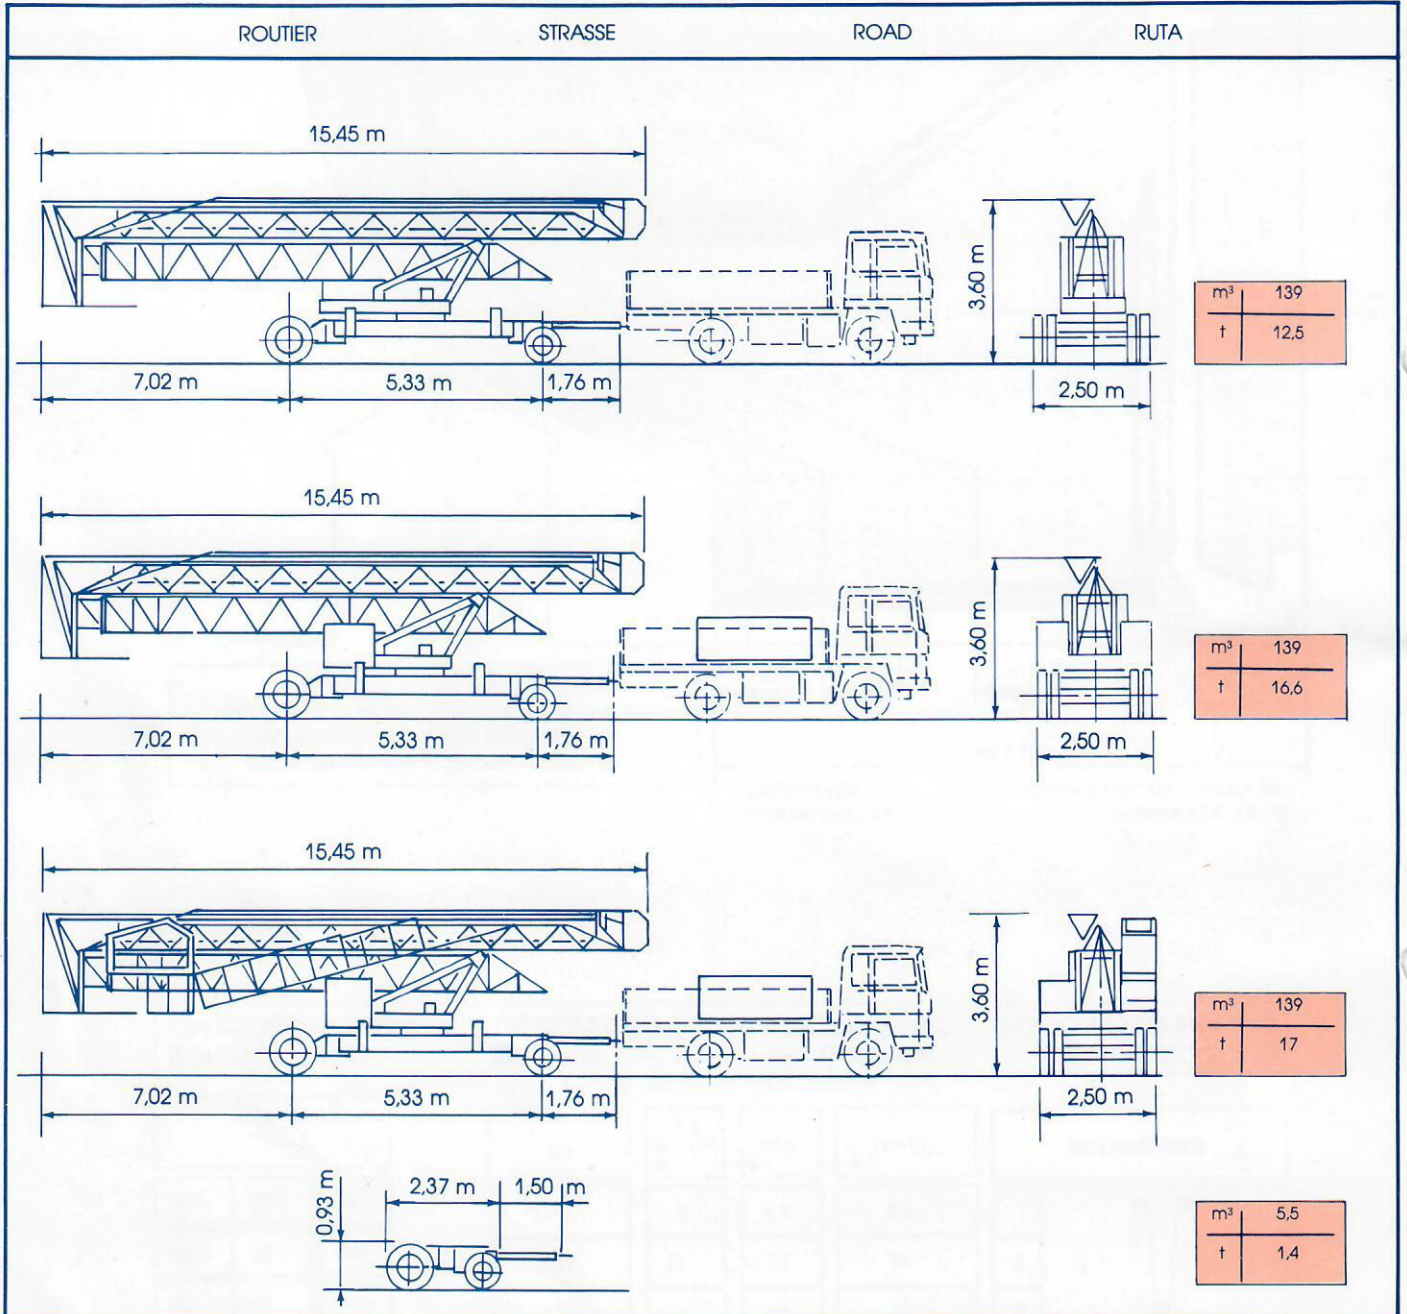 ROUTIER STRASSE ROAD RUTA
15,45 m
3,60 m
m³ 139
t 12,5
7,02 m 5,33 m 1,76 m 2,50 m
15,45 m
3,60 m
m³ 139
t 16,6
7,02 m 5,33 m 1,76 m 2,50 m
15,45 m
3,60 m
m³ 139
t 17
7,02 m 5,33 m 1,76 m 2,50 m
0,93 m
2,37 m 1,50 m
m³ 5,5
t 1,4